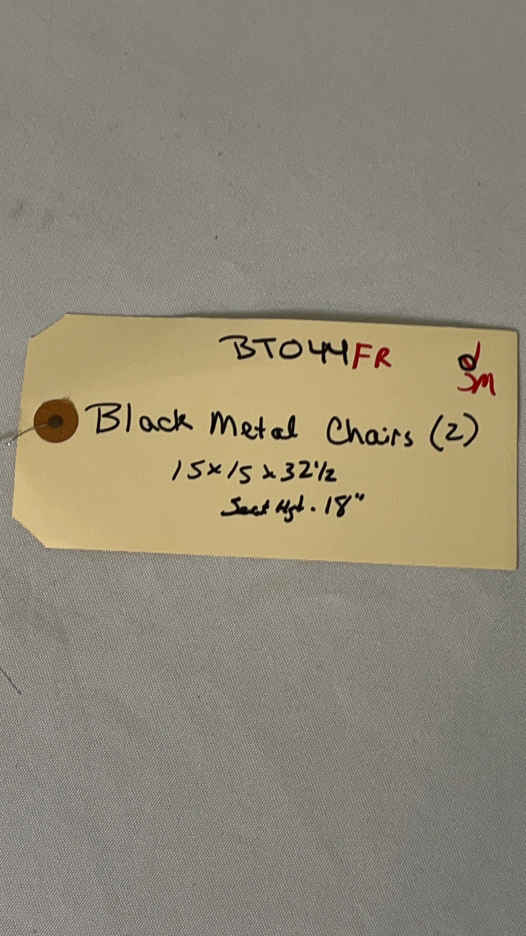 BT044FR
SM
Black Metal Chairs (2)
15x15x32½
Seat Hgt. 18"